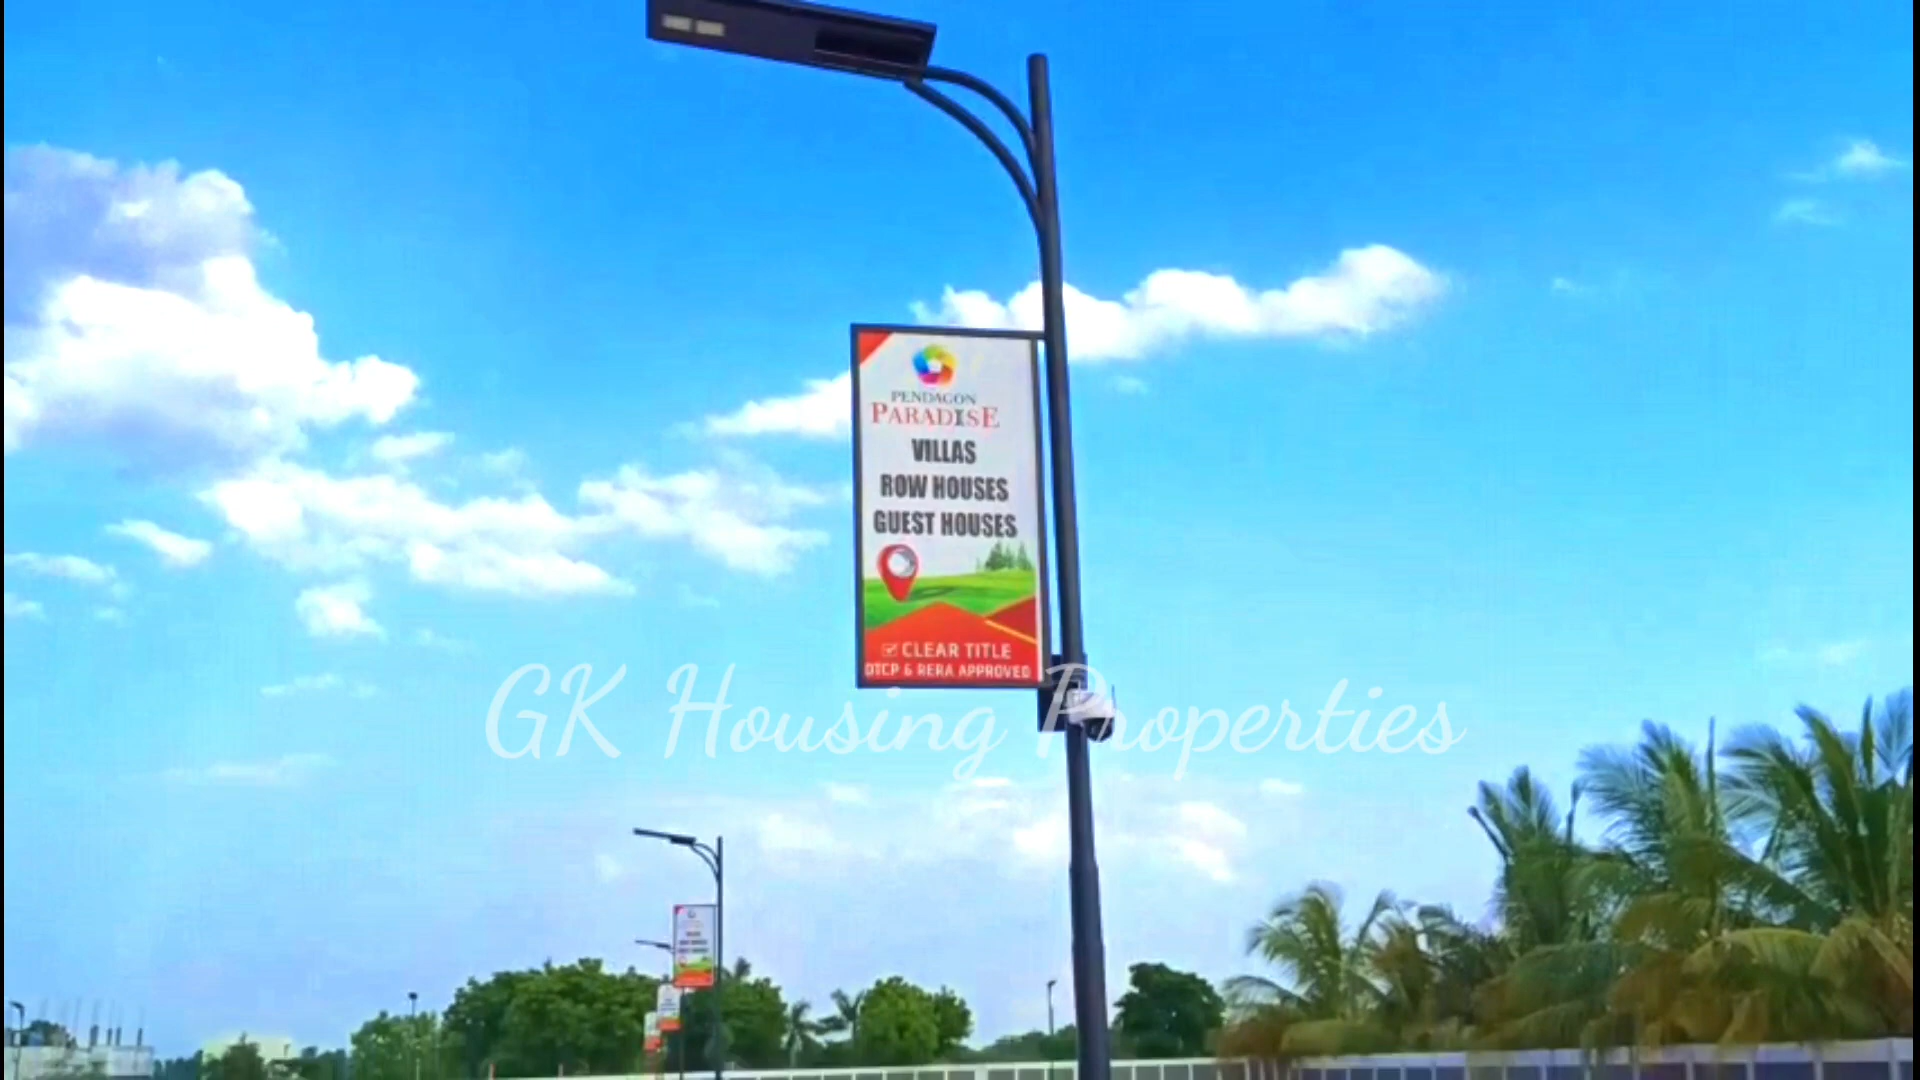 PENDAGON
PARADISE
VILLAS
ROW HOUSES
GUEST HOUSES
CLEAR TITLE
DTCP & RERA APPROVED
GK Housing Properties